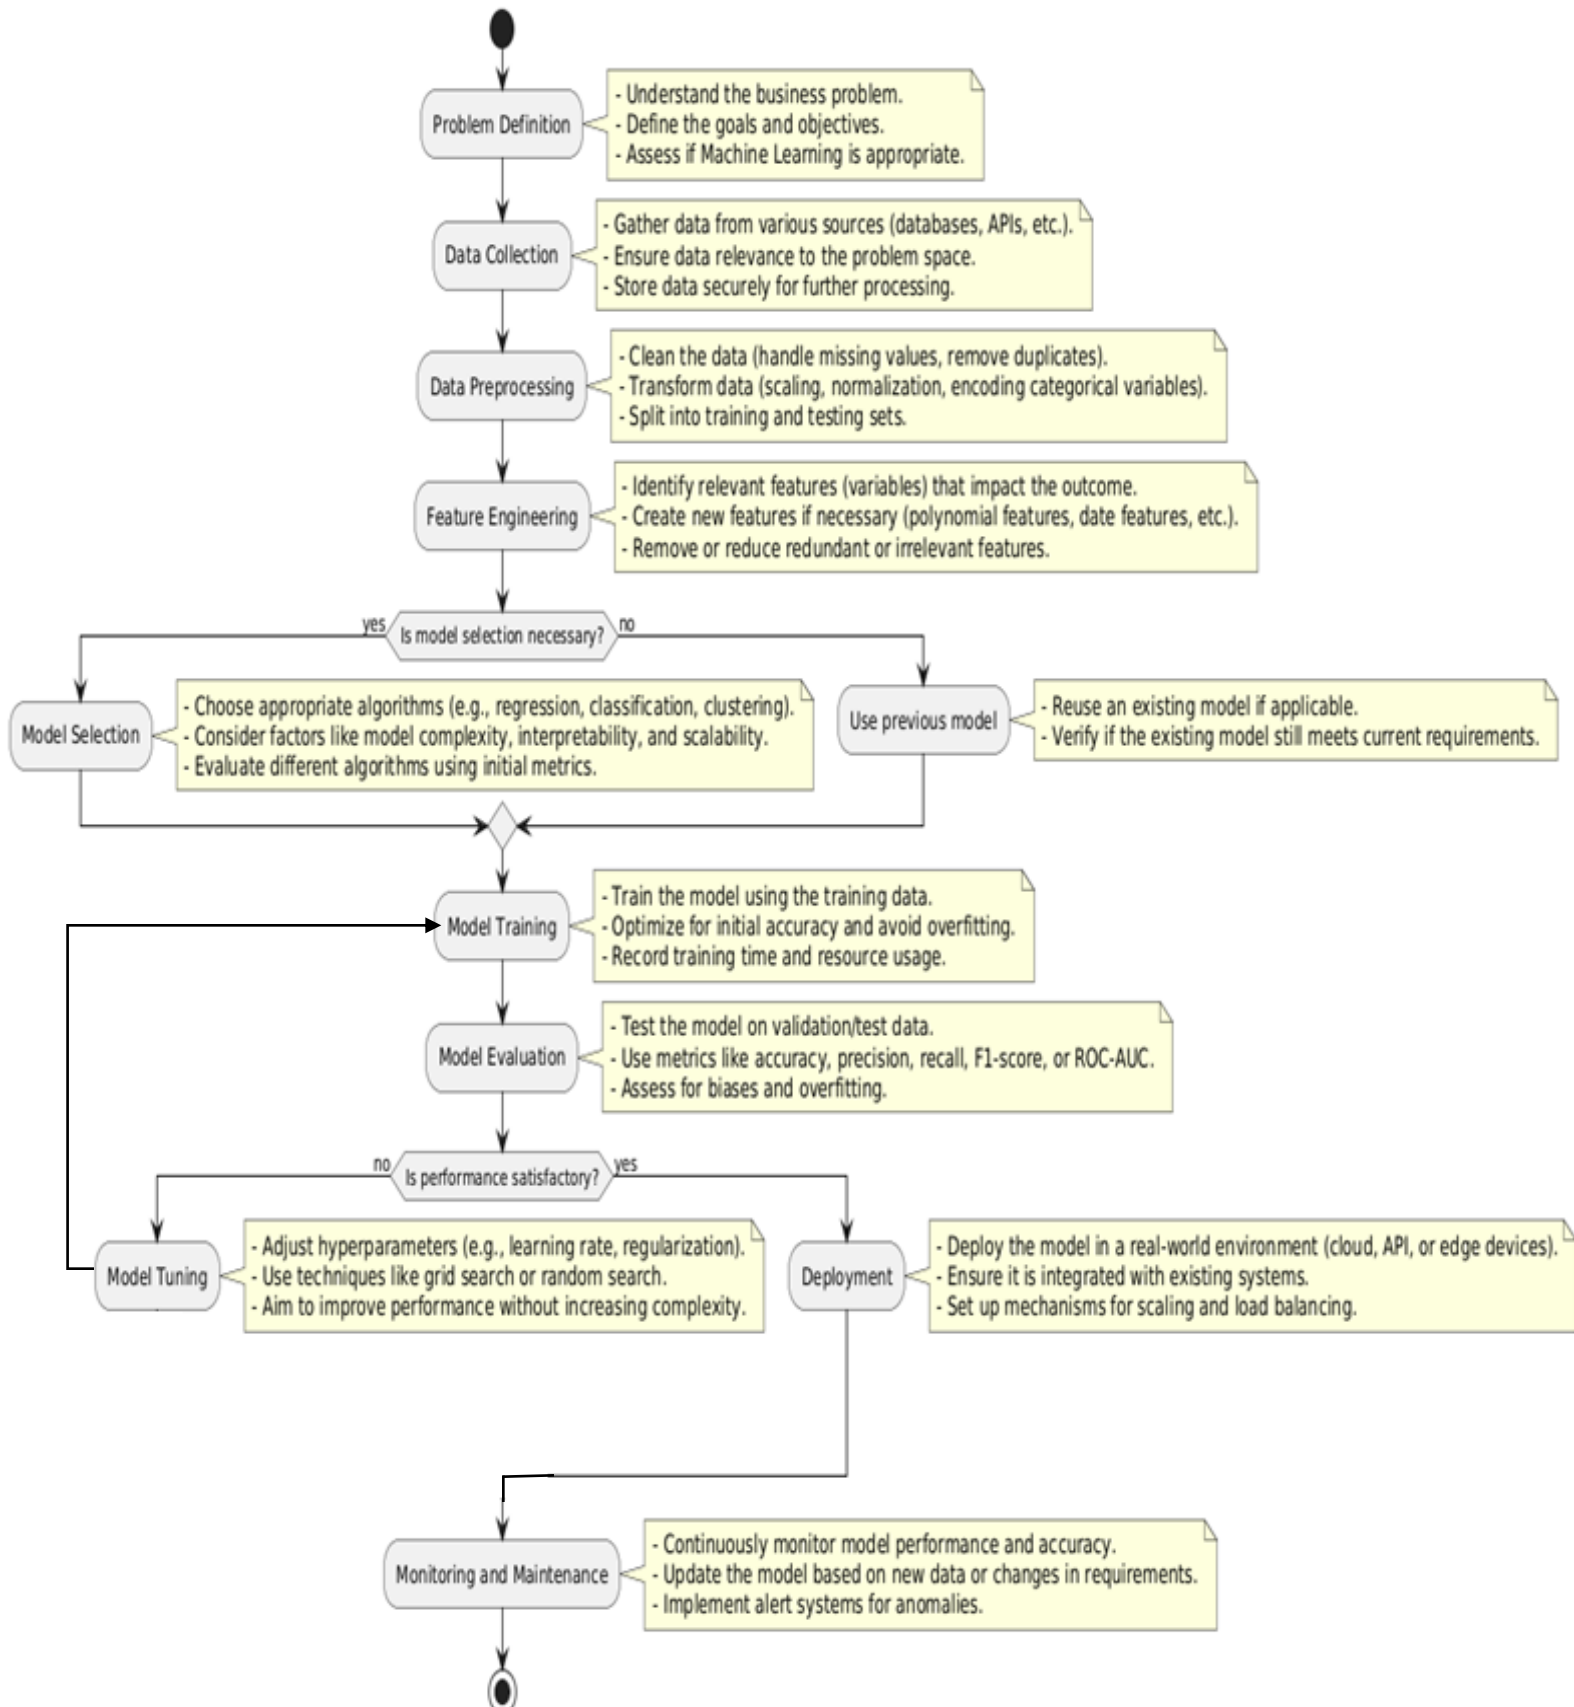 Problem Definition
- Understand the business problem.
- Define the goals and objectives.
- Assess if Machine Learning is appropriate.
Data Collection
- Gather data from various sources (databases, APIs, etc.).
- Ensure data relevance to the problem space.
- Store data securely for further processing.
Data Preprocessing
- Clean the data (handle missing values, remove duplicates).
- Transform data (scaling, normalization, encoding categorical variables).
- Split into training and testing sets.
Feature Engineering
- Identify relevant features (variables) that impact the outcome.
- Create new features if necessary (polynomial features, date features, etc.).
- Remove or reduce redundant or irrelevant features.
yes
Is model selection necessary?
no
Model Selection
- Choose appropriate algorithms (e.g., regression, classification, clustering).
- Consider factors like model complexity, interpretability, and scalability.
- Evaluate different algorithms using initial metrics.
Use previous model
- Reuse an existing model if applicable.
- Verify if the existing model still meets current requirements.
Model Training
- Train the model using the training data.
- Optimize for initial accuracy and avoid overfitting.
- Record training time and resource usage.
Model Evaluation
- Test the model on validation/test data.
- Use metrics like accuracy, precision, recall, F1-score, or ROC-AUC.
- Assess for biases and overfitting.
no
Is performance satisfactory?
yes
Model Tuning
- Adjust hyperparameters (e.g., learning rate, regularization).
- Use techniques like grid search or random search.
- Aim to improve performance without increasing complexity.
Deployment
- Deploy the model in a real-world environment (cloud, API, or edge devices).
- Ensure it is integrated with existing systems.
- Set up mechanisms for scaling and load balancing.
Monitoring and Maintenance
- Continuously monitor model performance and accuracy.
- Update the model based on new data or changes in requirements.
- Implement alert systems for anomalies.